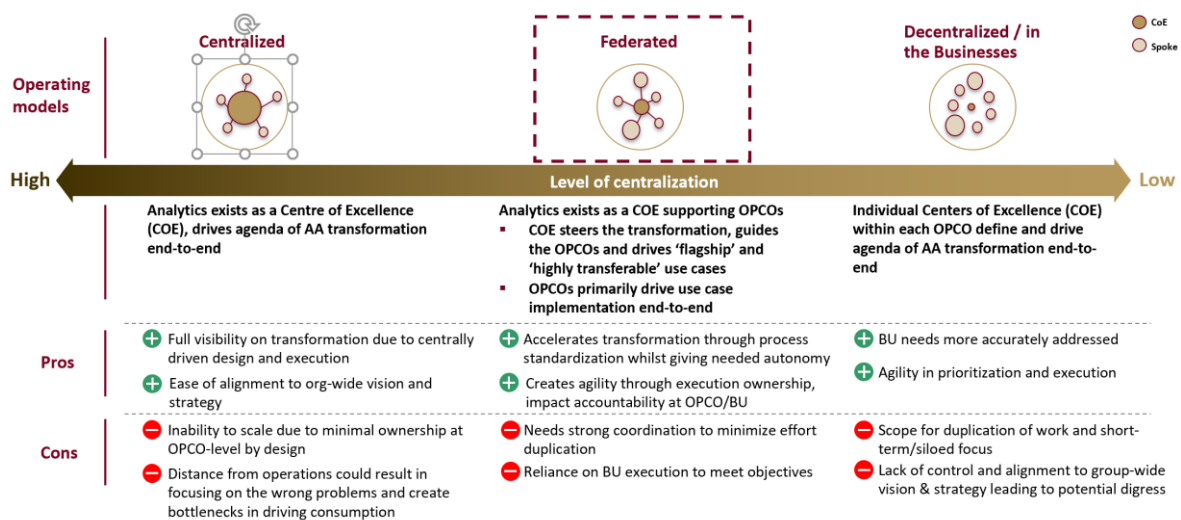 Centralized
Federated
Decentralized / in
the Businesses
CoE
Spoke
Operating
models
High
Level of centralization
Low
Analytics exists as a Centre of Excellence
(COE), drives agenda of AA transformation
end-to-end
Analytics exists as a COE supporting OPCOs
COE steers the transformation, guides
the OPCOs and drives ‘flagship’ and
‘highly transferable’ use cases
OPCOs primarily drive use case
implementation end-to-end
Individual Centers of Excellence (COE)
within each OPCO define and drive
agenda of AA transformation end-to-
end
Pros
Full visibility on transformation due to centrally
driven design and execution
Ease of alignment to org-wide vision and
strategy
Accelerates transformation through process
standardization whilst giving needed autonomy
Creates agility through execution ownership,
impact accountability at OPCO/BU
BU needs more accurately addressed
Agility in prioritization and execution
Cons
Inability to scale due to minimal ownership at
OPCO-level by design
Distance from operations could result in
focusing on the wrong problems and create
bottlenecks in driving consumption
Needs strong coordination to minimize effort
duplication
Reliance on BU execution to meet objectives
Scope for duplication of work and short-
term/siloed focus
Lack of control and alignment to group-wide
vision & strategy leading to potential digress